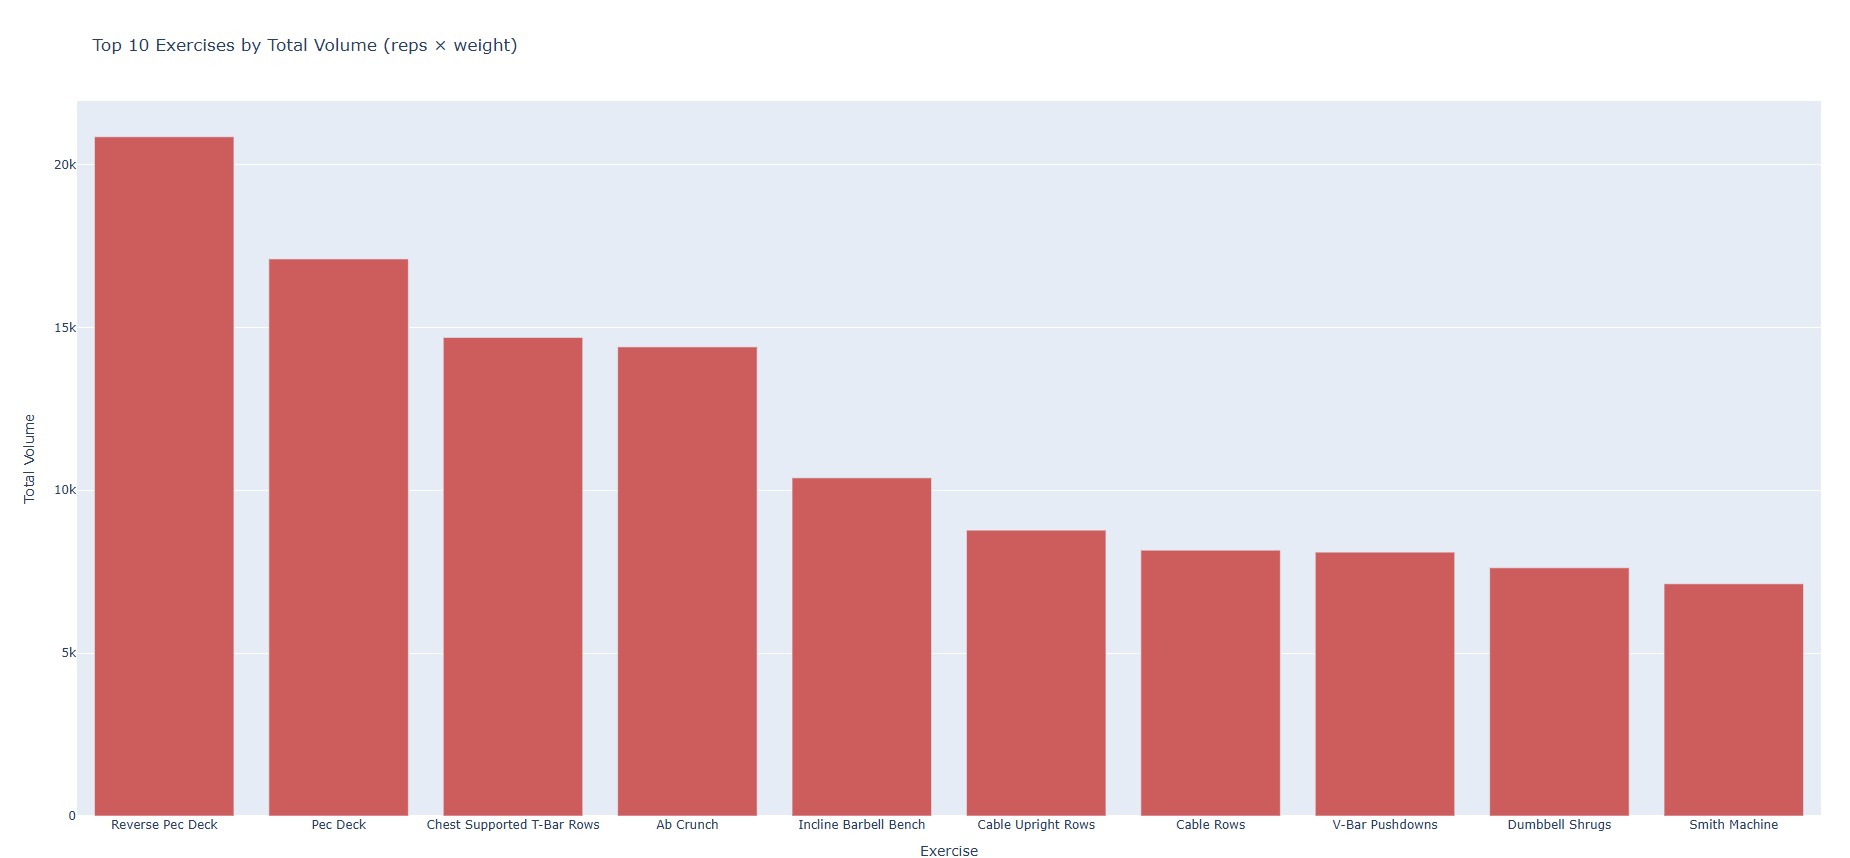 Top 10 Exercises by Total Volume (reps × weight)
20k
15k
10k
5k
0
Total Volume
Reverse Pec Deck
Pec Deck
Chest Supported T-Bar Rows
Ab Crunch
Incline Barbell Bench
Cable Upright Rows
Cable Rows
V-Bar Pushdowns
Dumbbell Shrugs
Smith Machine
Exercise